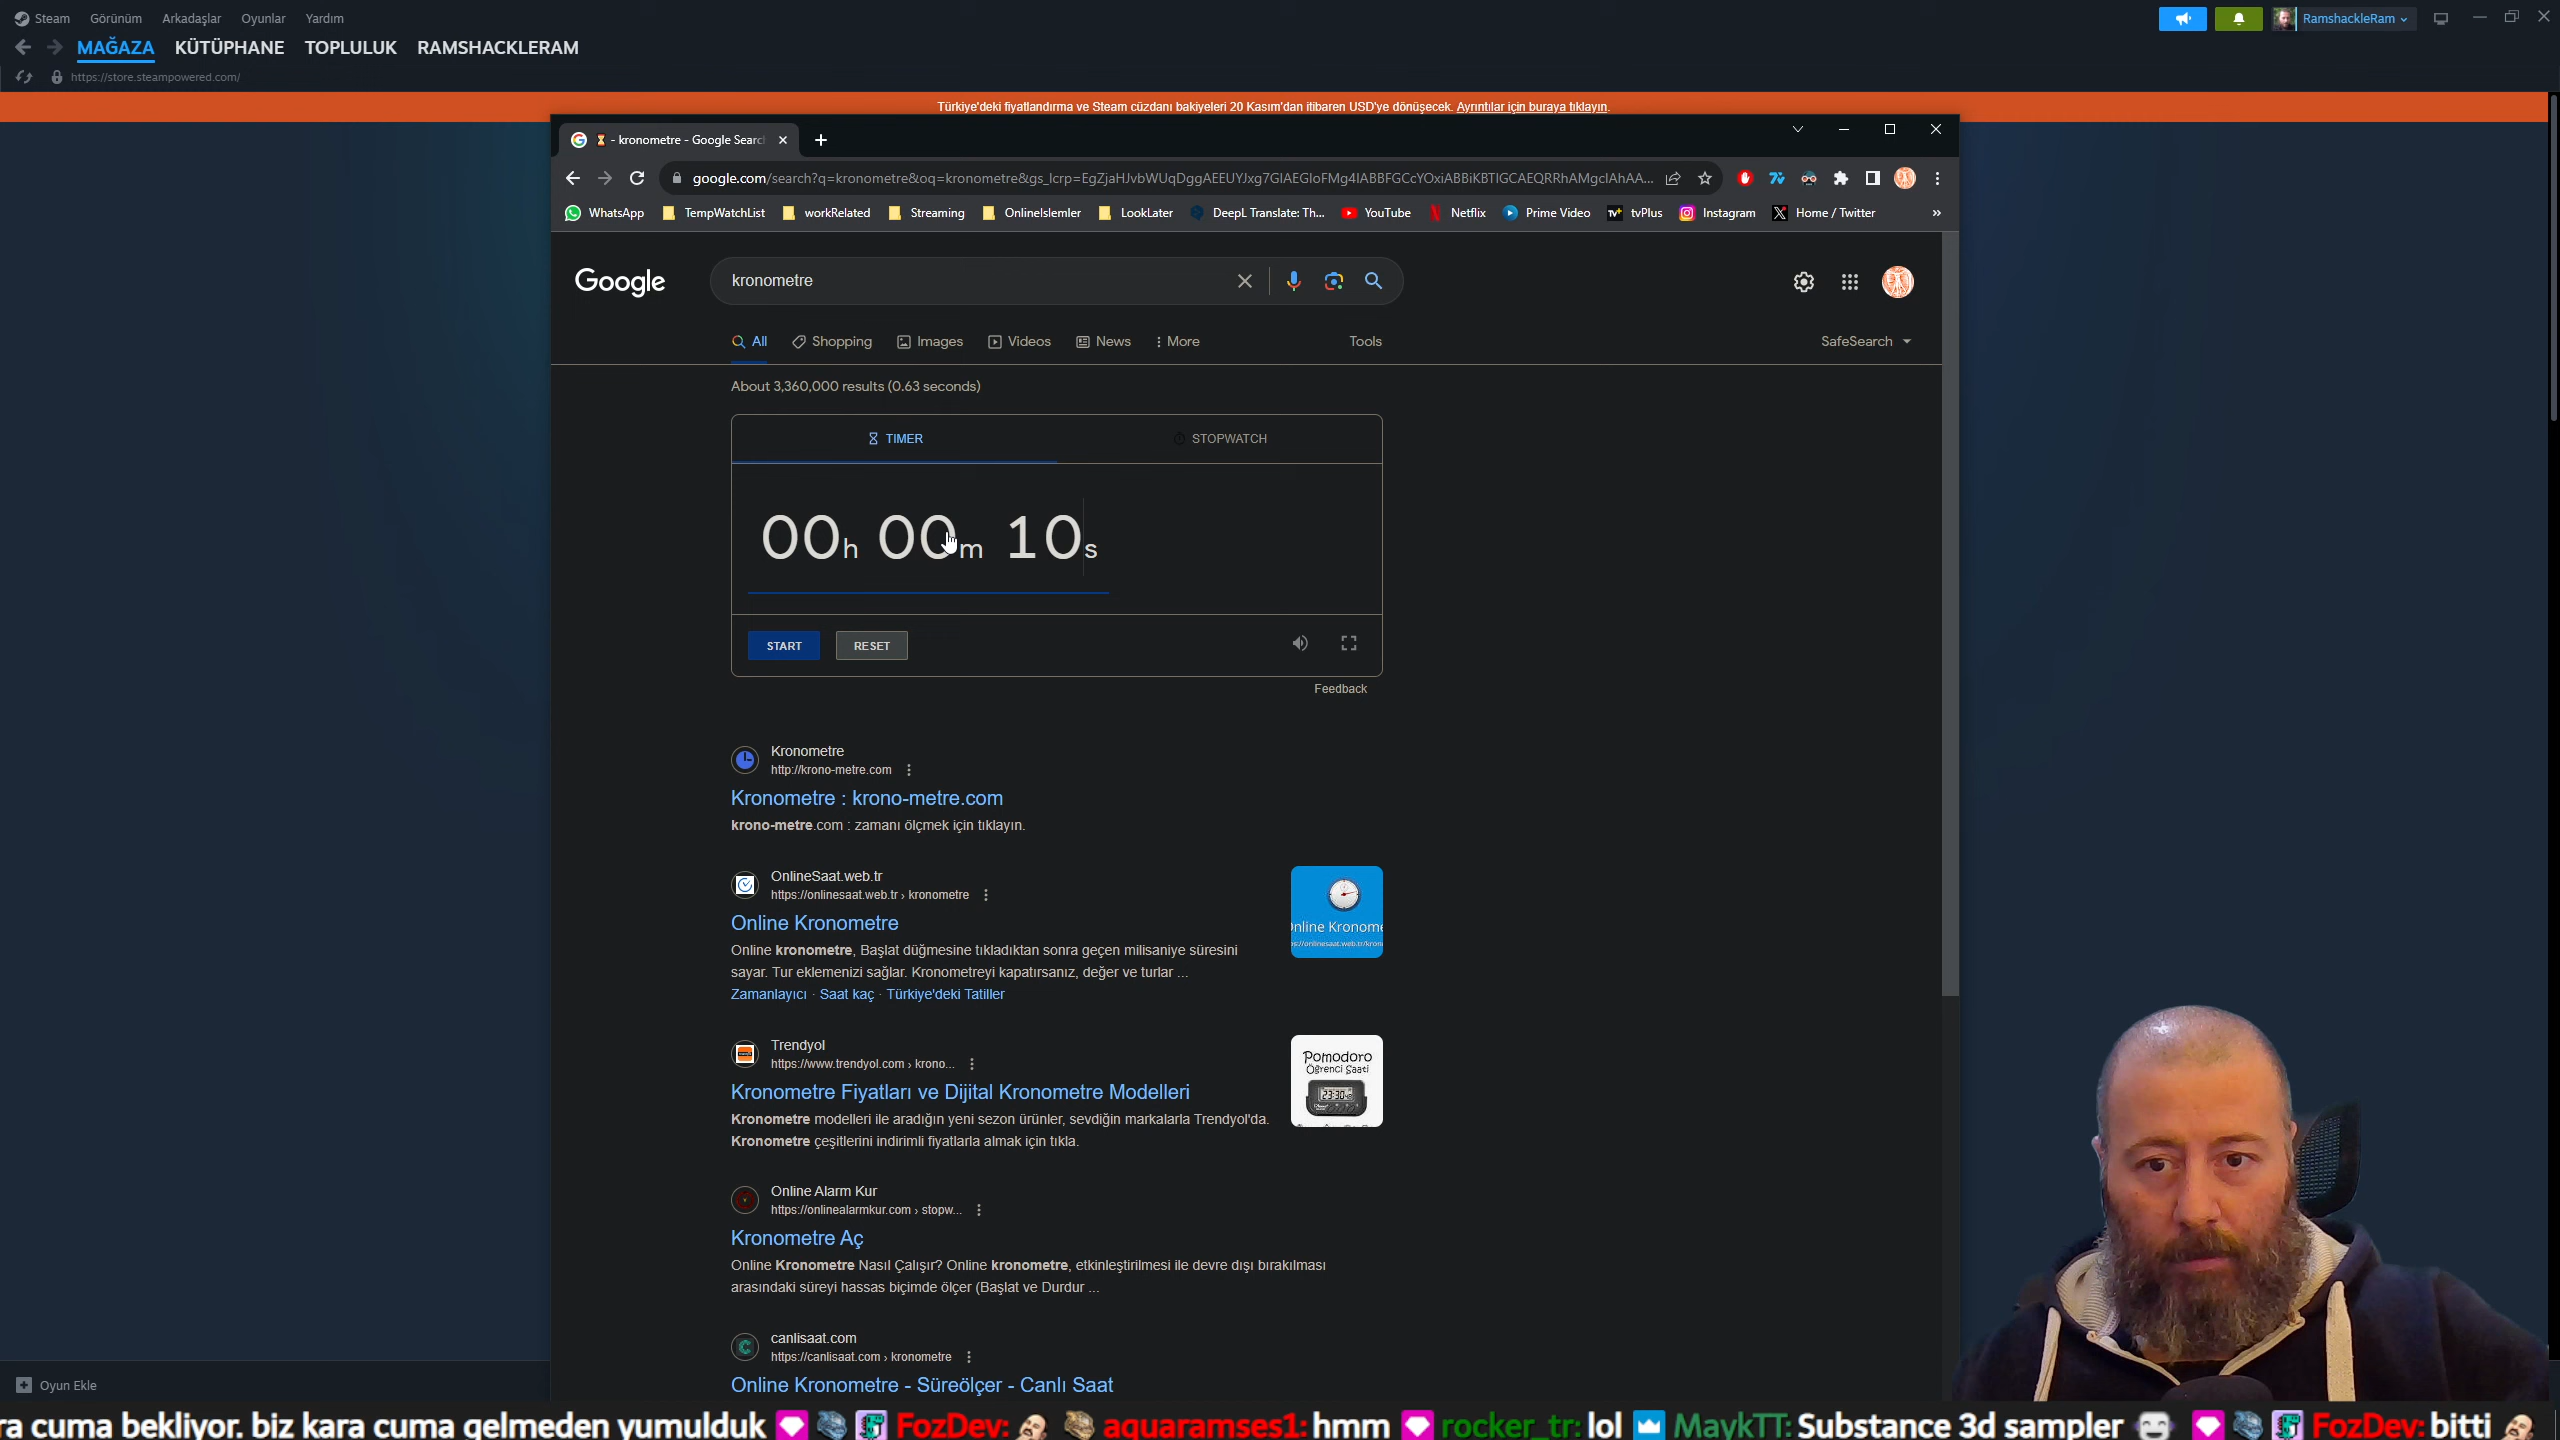 Steam Görünüm Arkadaşlar Oyunlar Yardım
RamshackleRam
MAĞAZA KÜTÜPHANE TOPLULUK RAMSHACKLERAM
https://store.steampowered.com/
Türkiye'deki fiyatlandırma ve Steam cüzdanı bakiyeleri 20 Kasım'dan itibaren USD'ye dönüşecek. Ayrıntılar için buraya tıklayın.
- kronometre - Google Searc
WhatsApp TempWatchList workRelated Streaming OnlineIslemler LookLater DeepL Translate: Th... YouTube Netflix Prime Video tvPlus Instagram Home / Twitter »
Google
kronometre
All Shopping Images Videos News More Tools SafeSearch
About 3,360,000 results (0.63 seconds)
TIMER STOPWATCH
00h 00m 10s
START RESET
Feedback
Kronometre
http://krono-metre.com
Kronometre : krono-metre.com
krono-metre.com : zamanı ölçmek için tıklayın.
OnlineSaat.web.tr
https://onlinesaat.web.tr › kronometre
Online Kronometre
Online kronometre, Başlat düğmesine tıkladıktan sonra geçen milisaniye süresini
sayar. Tur eklemenizi sağlar. Kronometreyi kapatırsanız, değer ve turlar ...
Zamanlayıcı · Saat kaç · Türkiye'deki Tatiller
Trendyol
https://www.trendyol.com › krono...
Pomodoro
Öğrenci Saati
Kronometre Fiyatları ve Dijital Kronometre Modelleri
Kronometre modelleri ile aradığın yeni sezon ürünler, sevdiğin markalarla Trendyol'da.
Kronometre çeşitlerini indirimli fiyatlarla almak için tıkla.
Online Alarm Kur
https://onlinealarmkur.com › stopw...
Kronometre Aç
Online Kronometre Nasıl Çalışır? Online kronometre, etkinleştirilmesi ile devre dışı bırakılması
arasındaki süreyi hassas biçimde ölçer (Başlat ve Durdur ...
canlisaat.com
https://canlisaat.com › kronometre
Online Kronometre - Süreölçer - Canlı Saat
Oyun Ekle
ra cuma bekliyor. biz kara cuma gelmeden yumulduk FozDev: aquaramses1: hmm rocker_tr: lol MaykTT: Substance 3d sampler FozDev: bitti